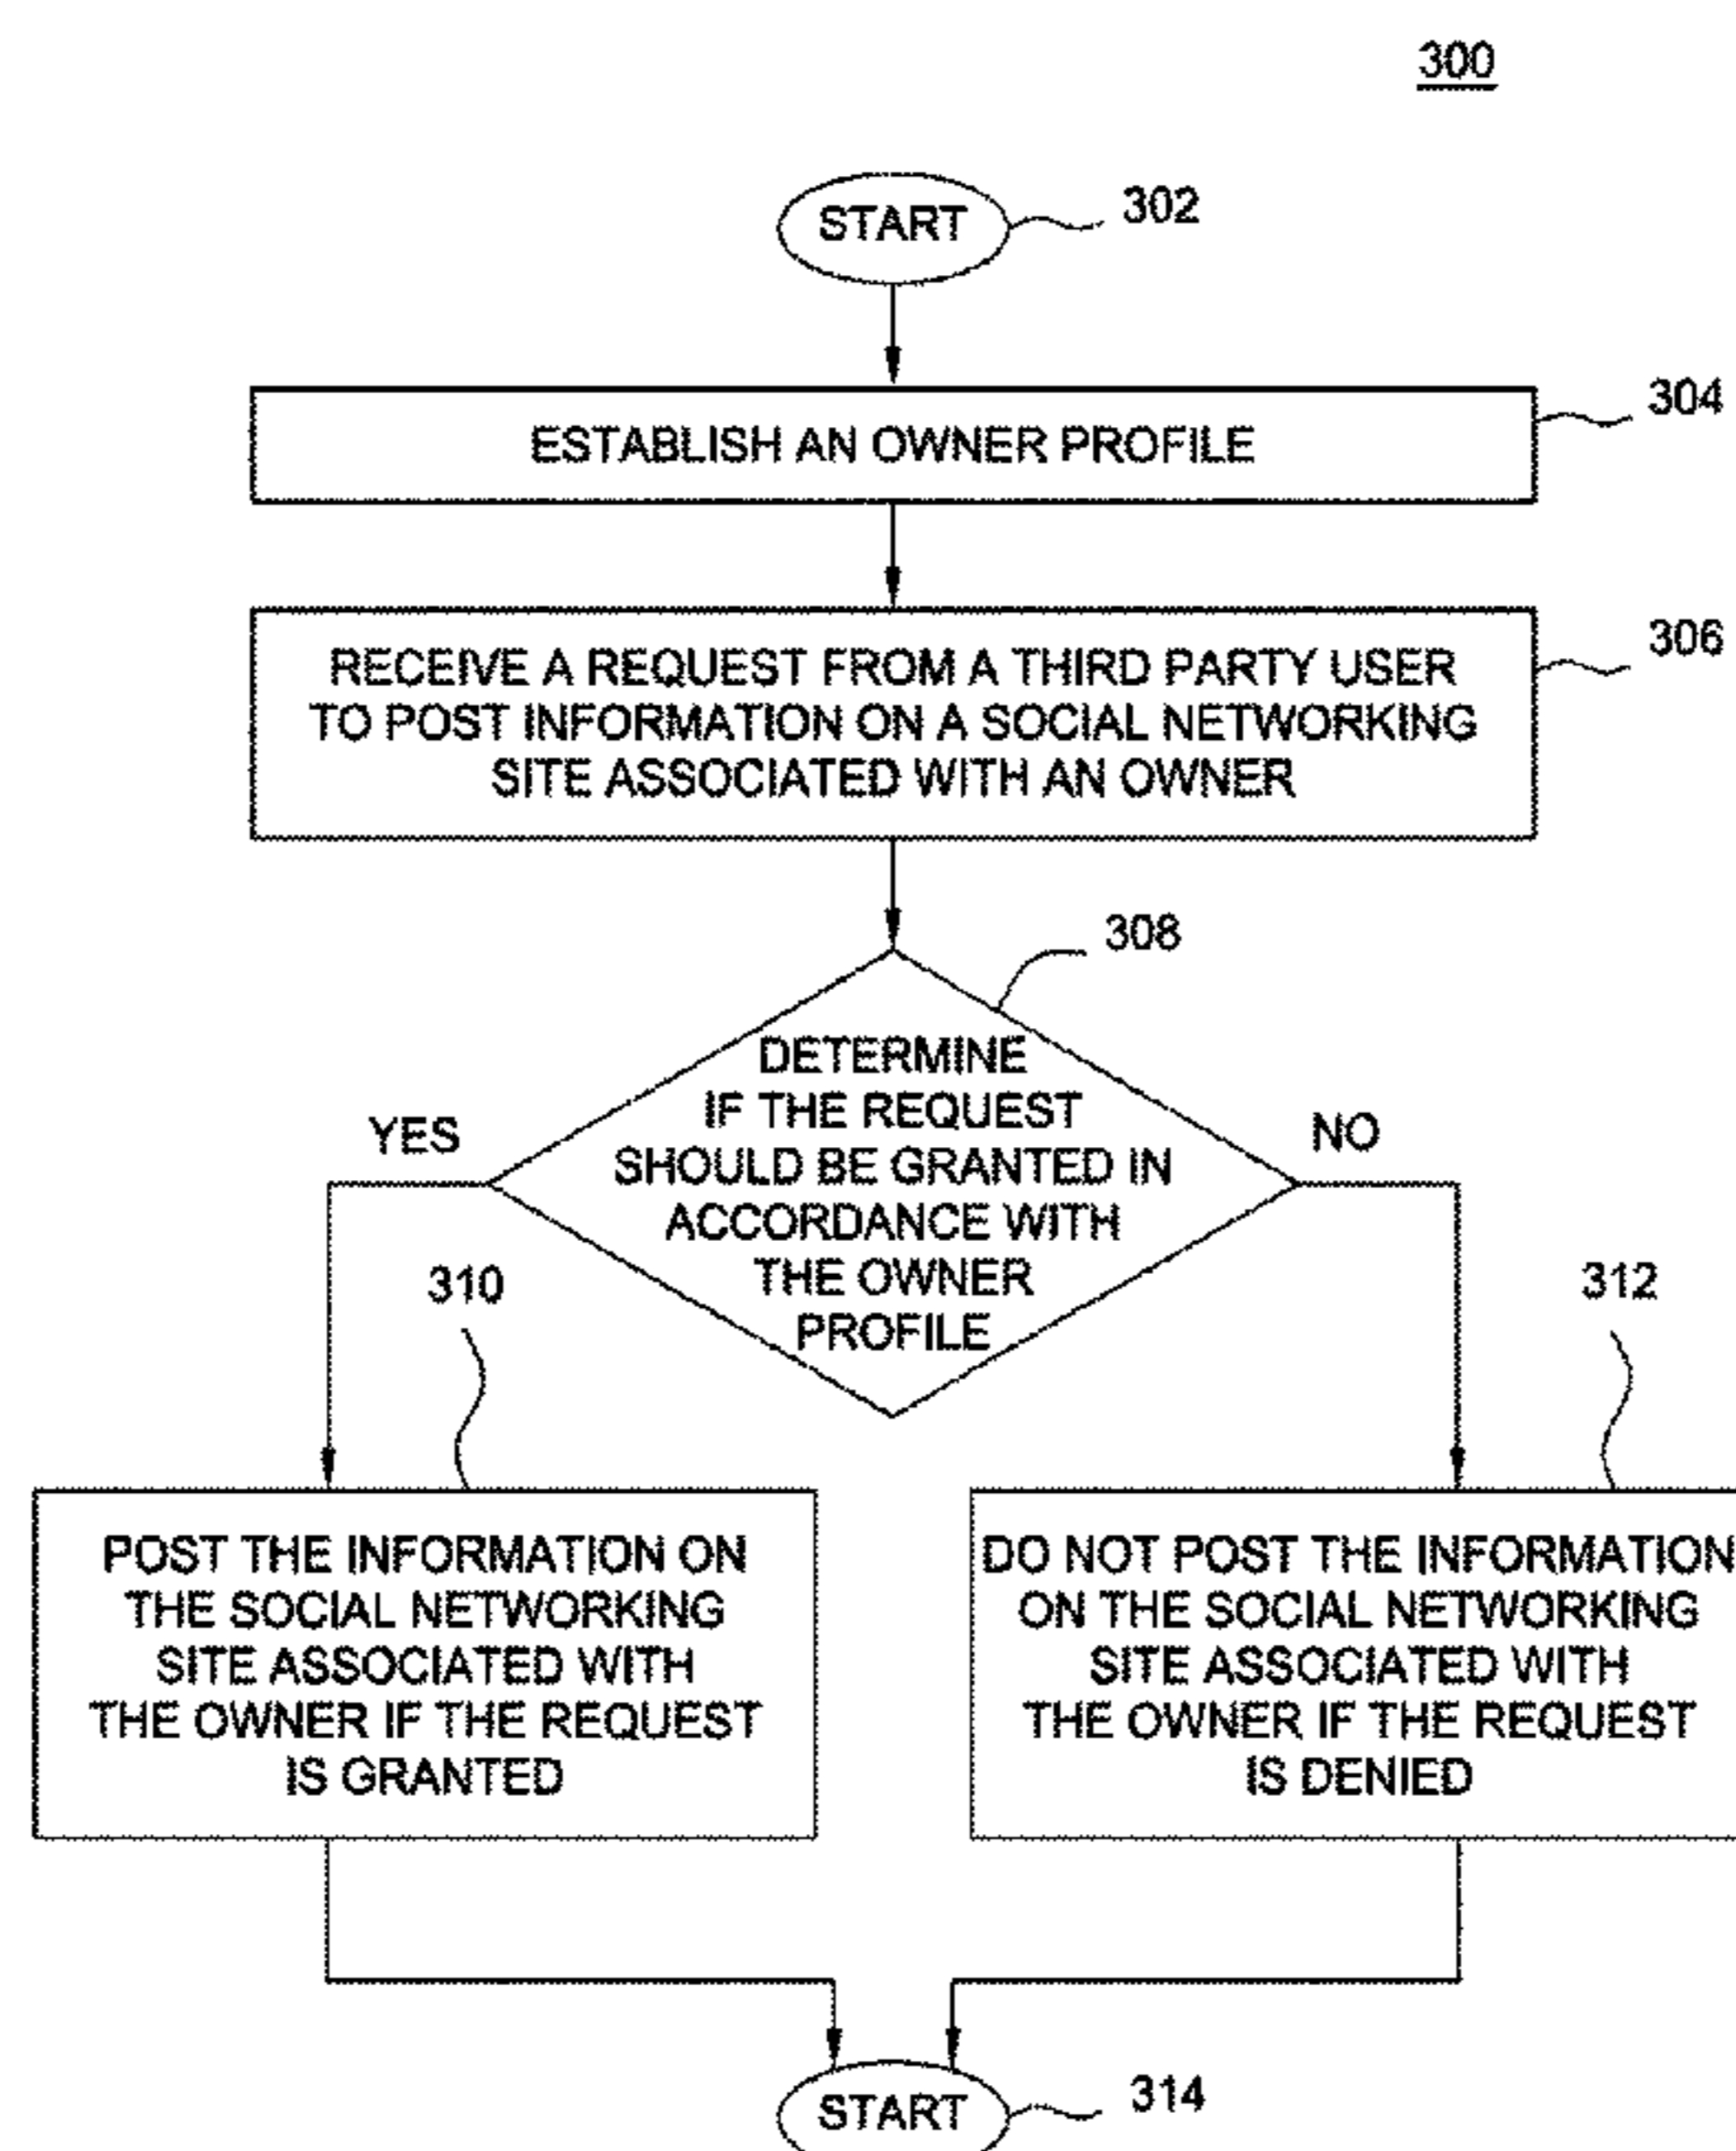 300
START
302
ESTABLISH AN OWNER PROFILE
304
RECEIVE A REQUEST FROM A THIRD PARTY USER
TO POST INFORMATION ON A SOCIAL NETWORKING
SITE ASSOCIATED WITH AN OWNER
306
308
DETERMINE
IF THE REQUEST
SHOULD BE GRANTED IN
ACCORDANCE WITH
THE OWNER
PROFILE
YES
NO
310
312
POST THE INFORMATION ON
THE SOCIAL NETWORKING
SITE ASSOCIATED WITH
THE OWNER IF THE REQUEST
IS GRANTED
DO NOT POST THE INFORMATION
ON THE SOCIAL NETWORKING
SITE ASSOCIATED WITH
THE OWNER IF THE REQUEST
IS DENIED
START
314